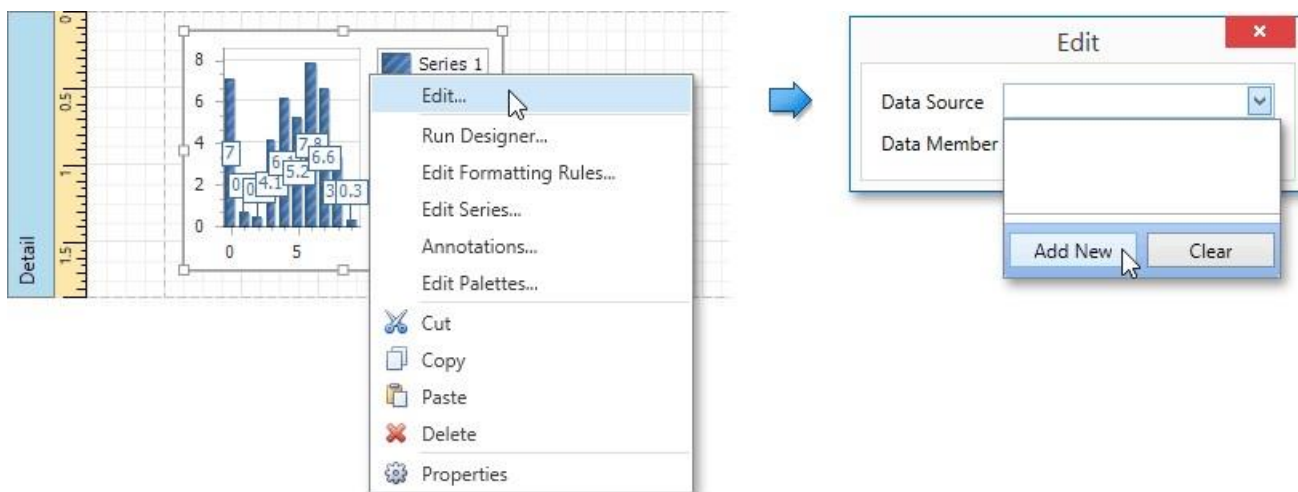 0
0.5
1
1.5
Detail
8
6
4
2
0
7
4.1
5.2
7.8
6.6
0.3
0
5
Series 1
Edit...
Run Designer...
Edit Formatting Rules...
Edit Series...
Annotations...
Edit Palettes...
Cut
Copy
Paste
Delete
Properties
Edit
Data Source
Data Member
Add New
Clear